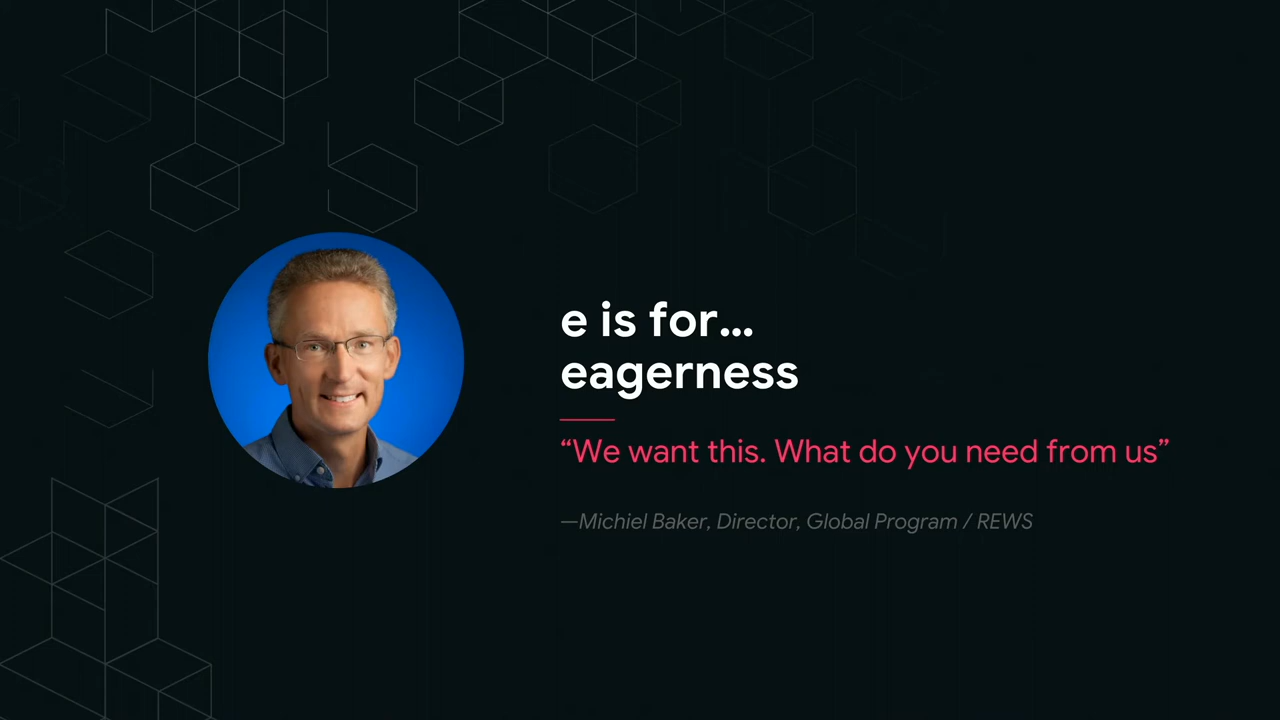 e is for...
eagerness
“We want this. What do you need from us”
—Michiel Baker, Director, Global Program / REWS